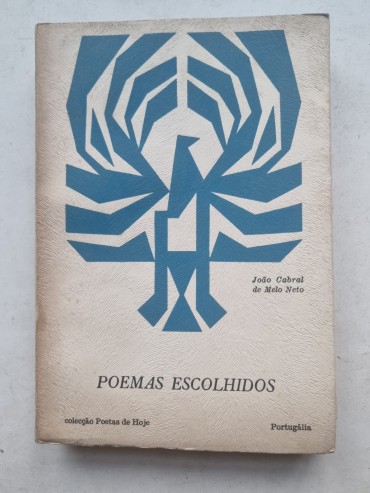 João Cabral
de Melo Neto
POEMAS ESCOLHIDOS
colecção Poetas de Hoje
Portugália